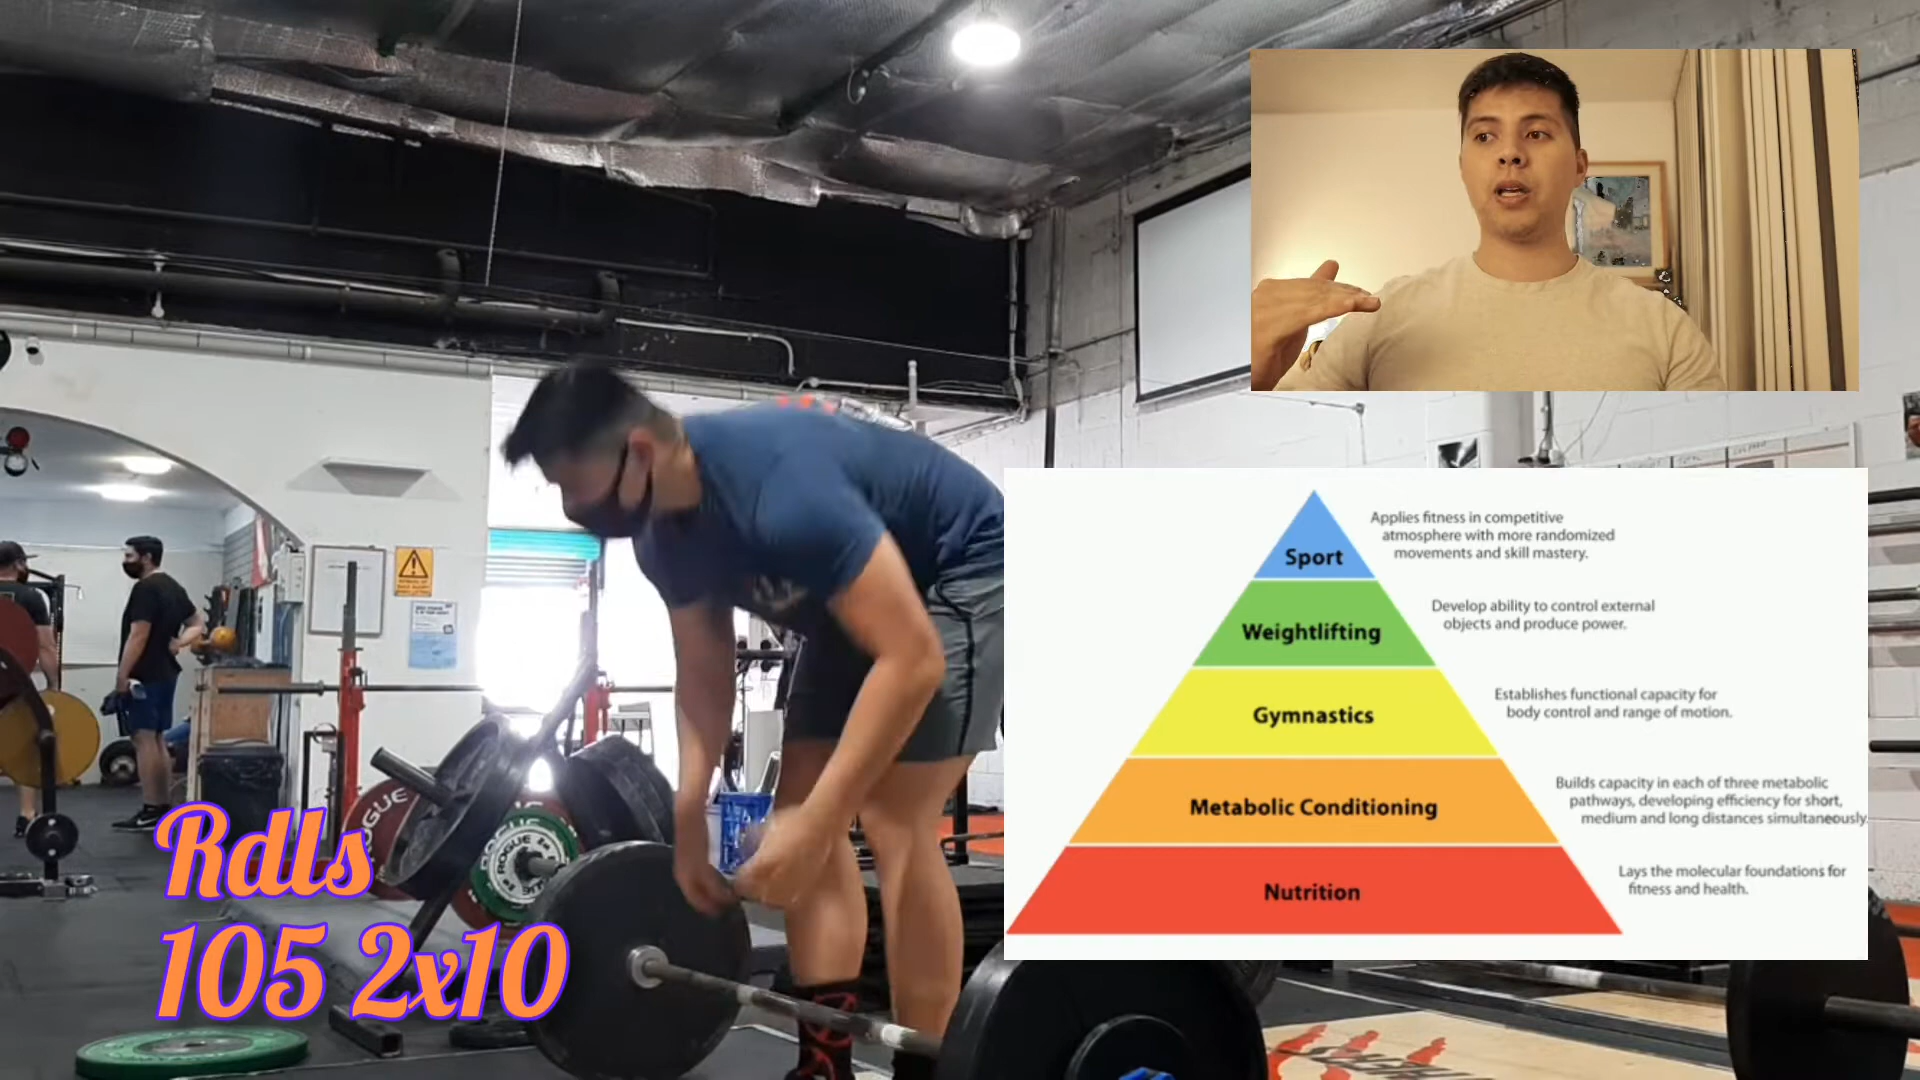 Applies fitness in competitive
atmosphere with more randomized
movements and skill mastery.
Sport
Develop ability to control external
objects and produce power.
Weightlifting
Establishes functional capacity for
body control and range of motion.
Gymnastics
Builds capacity in each of three metabolic
pathways, developing efficiency for short,
medium and long distances simultaneously.
Metabolic Conditioning
Lays the molecular foundations for
fitness and health.
Nutrition
ROGUE
ROGUE
Rdls
105 2x10